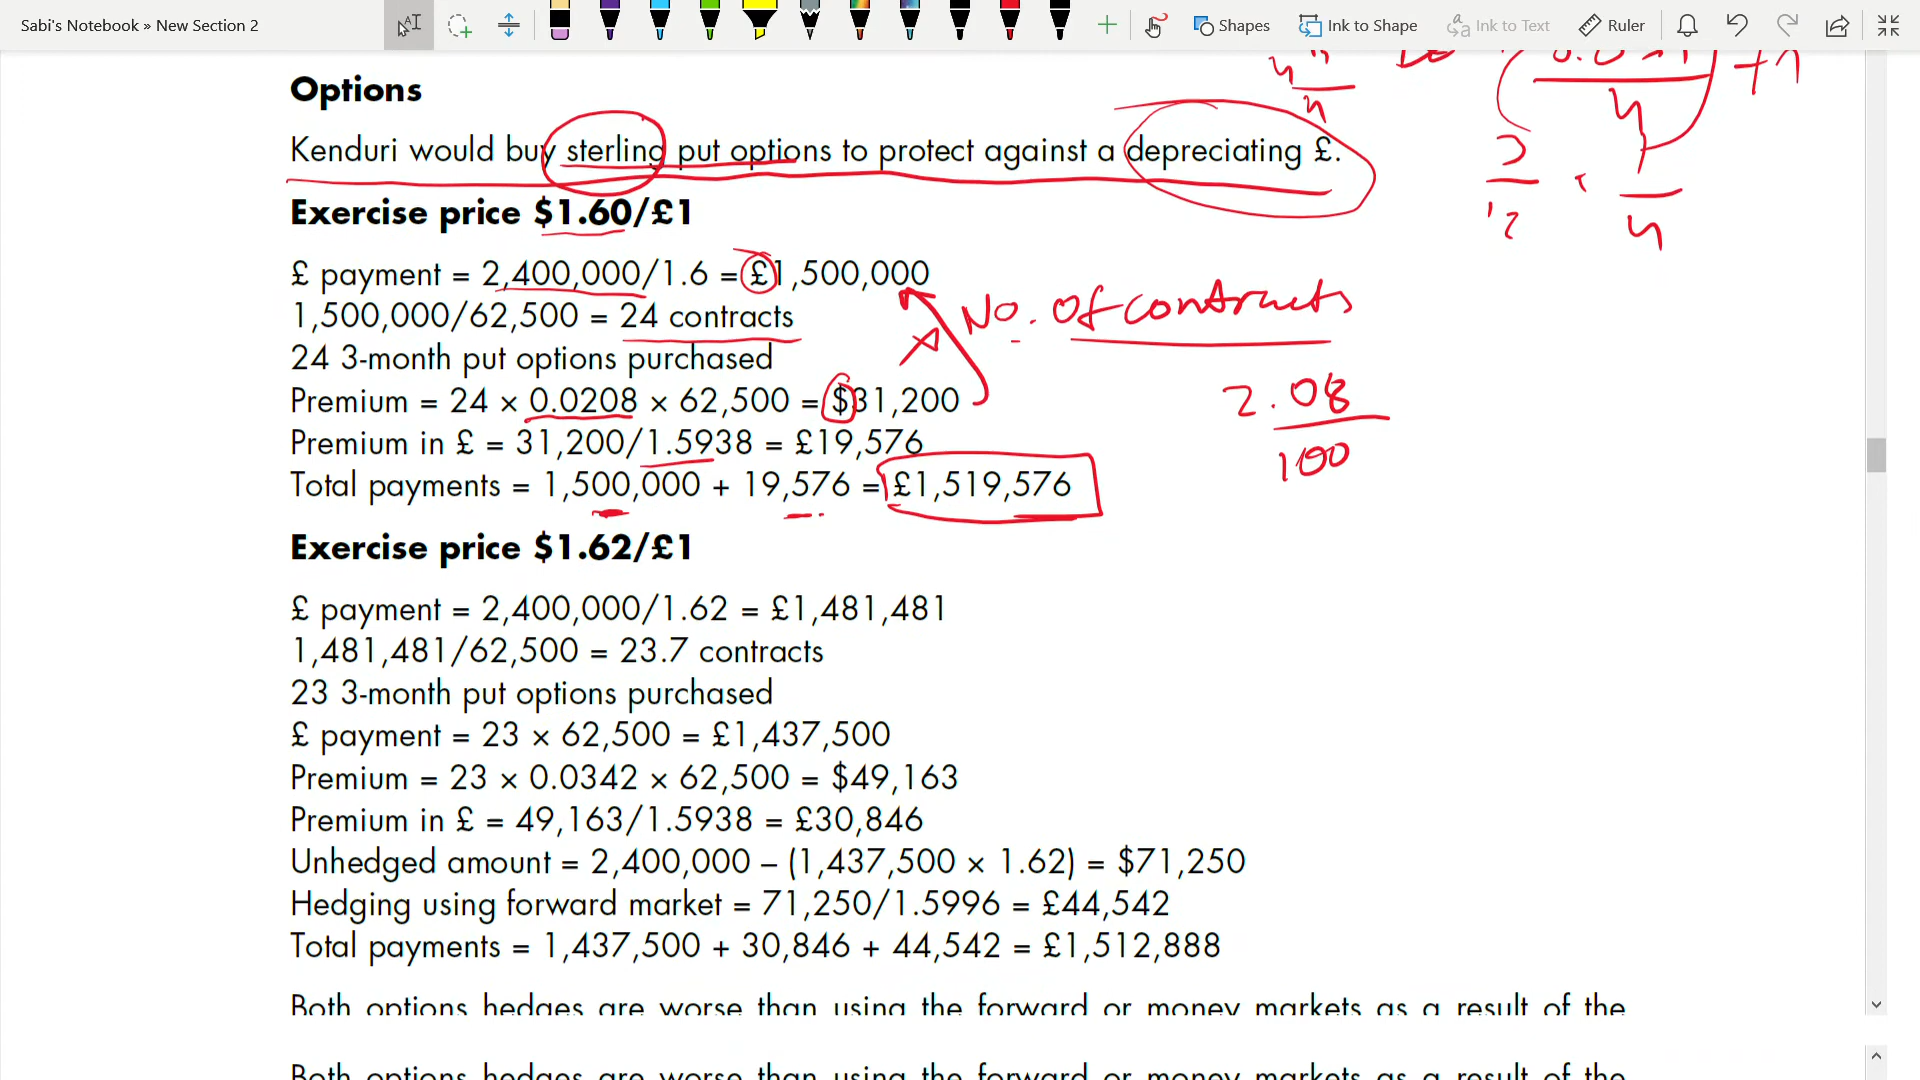 Sabi's Notebook » New Section 2
Shapes
Ink to Shape
Ink to Text
Ruler
Options
Kenduri would buy sterling put options to protect against a depreciating £.
Exercise price $1.60/£1
£ payment = 2,400,000/1.6 = £1,500,000
1,500,000/62,500 = 24 contracts
No. of contracts
24 3-month put options purchased
Premium = 24 × 0.0208 × 62,500 = $31,200
2.08
100
Premium in £ = 31,200/1.5938 = £19,576
Total payments = 1,500,000 + 19,576 = £1,519,576
Exercise price $1.62/£1
£ payment = 2,400,000/1.62 = £1,481,481
1,481,481/62,500 = 23.7 contracts
23 3-month put options purchased
£ payment = 23 × 62,500 = £1,437,500
Premium = 23 × 0.0342 × 62,500 = $49,163
Premium in £ = 49,163/1.5938 = £30,846
Unhedged amount = 2,400,000 – (1,437,500 × 1.62) = $71,250
Hedging using forward market = 71,250/1.5996 = £44,542
Total payments = 1,437,500 + 30,846 + 44,542 = £1,512,888
Both options hedges are worse than using the forward or money markets as a result of the
Both options hedges are worse than using the forward or money markets as a result of the